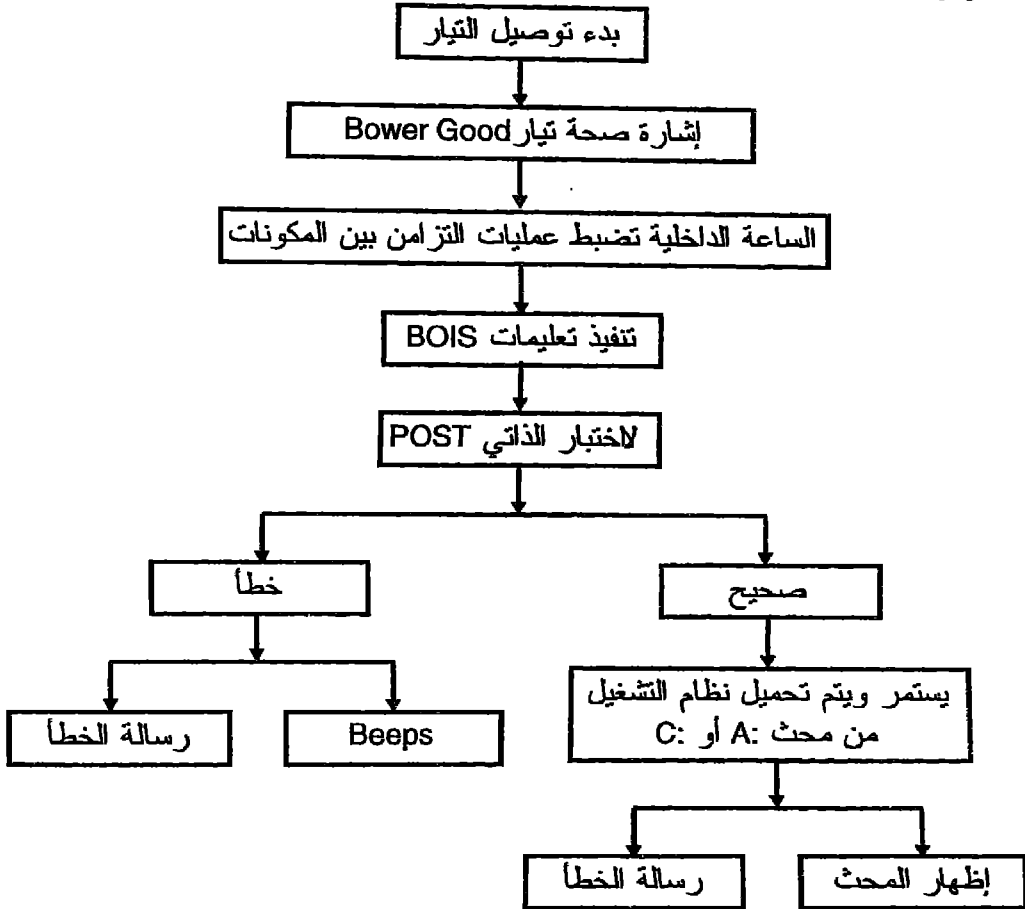 بدء توصيل التيار
إشارة صحة تيار Bower Good
الساعة الداخلية تضبط عمليات التزامن بين المكونات
تنفيذ تعليمات BOIS
لاختبار الذاتي POST
خطأ
صحيح
رسالة الخطأ
Beeps
يستمر ويتم تحميل نظام التشغيل
من محث :A أو :C
رسالة الخطأ
إظهار المحث